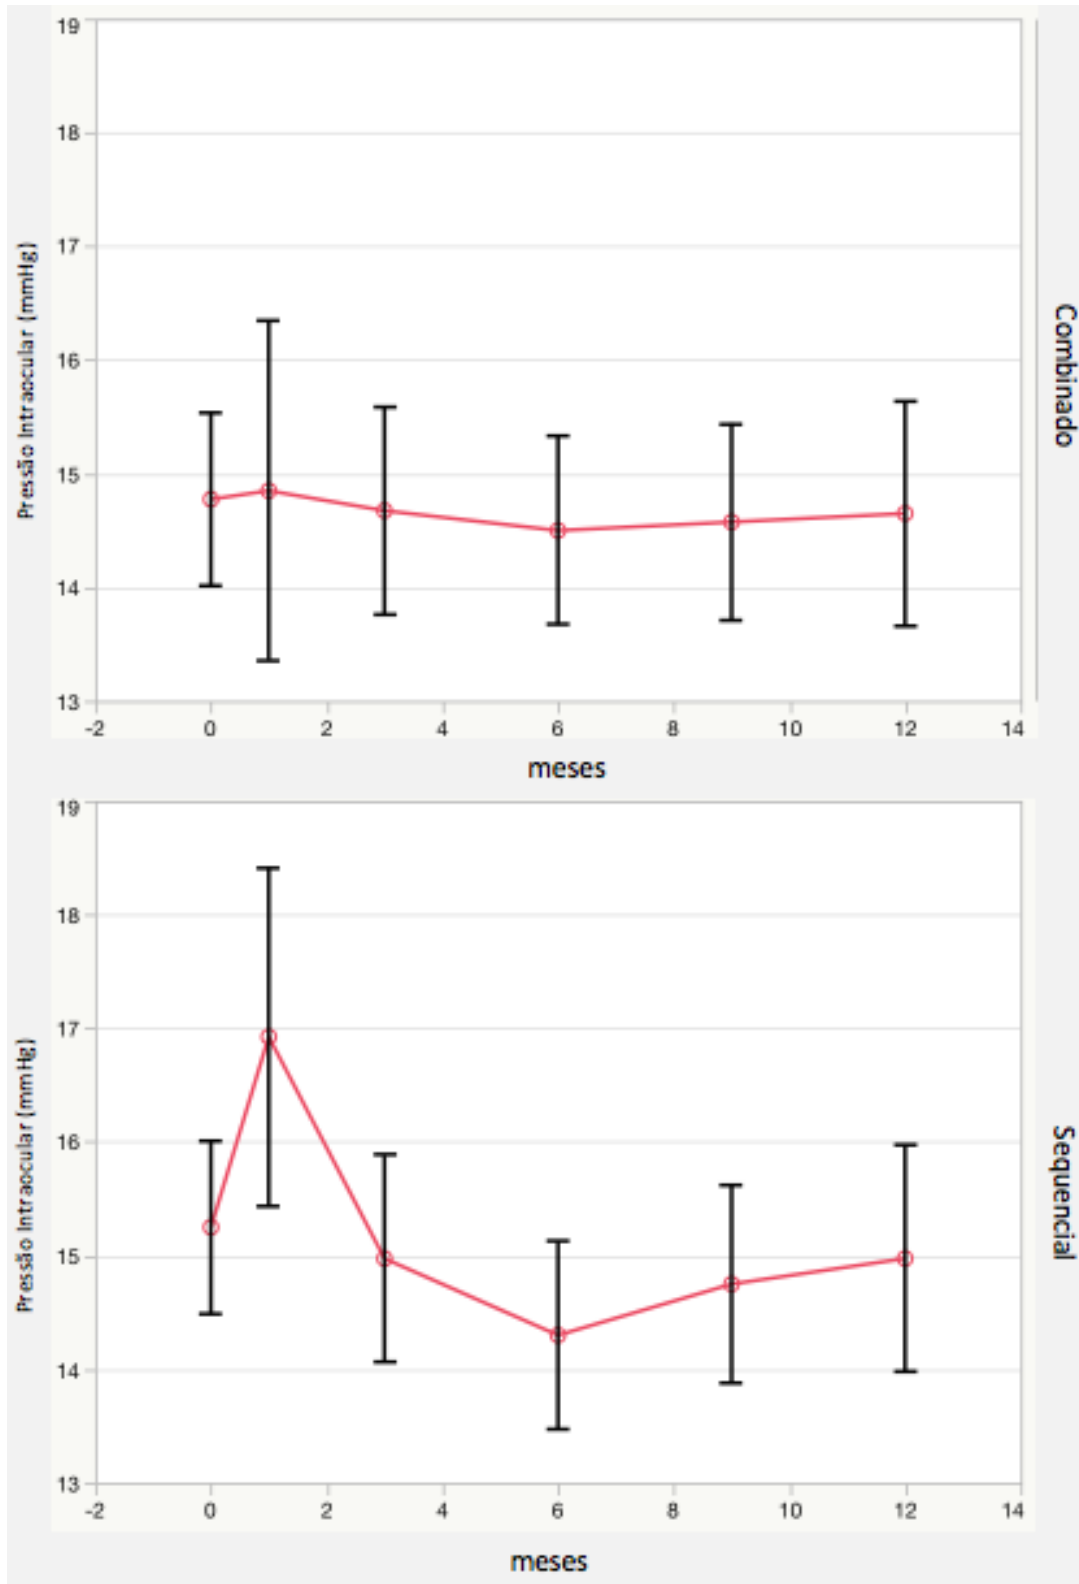 19
18
17
16
15
14
13
Pressão Intraocular (mmHg)
Combinado
-2 0 2 4 6 8 10 12 14
meses
19
18
17
16
15
14
13
Pressão Intraocular (mmHg)
Sequencial
-2 0 2 4 6 8 10 12 14
meses